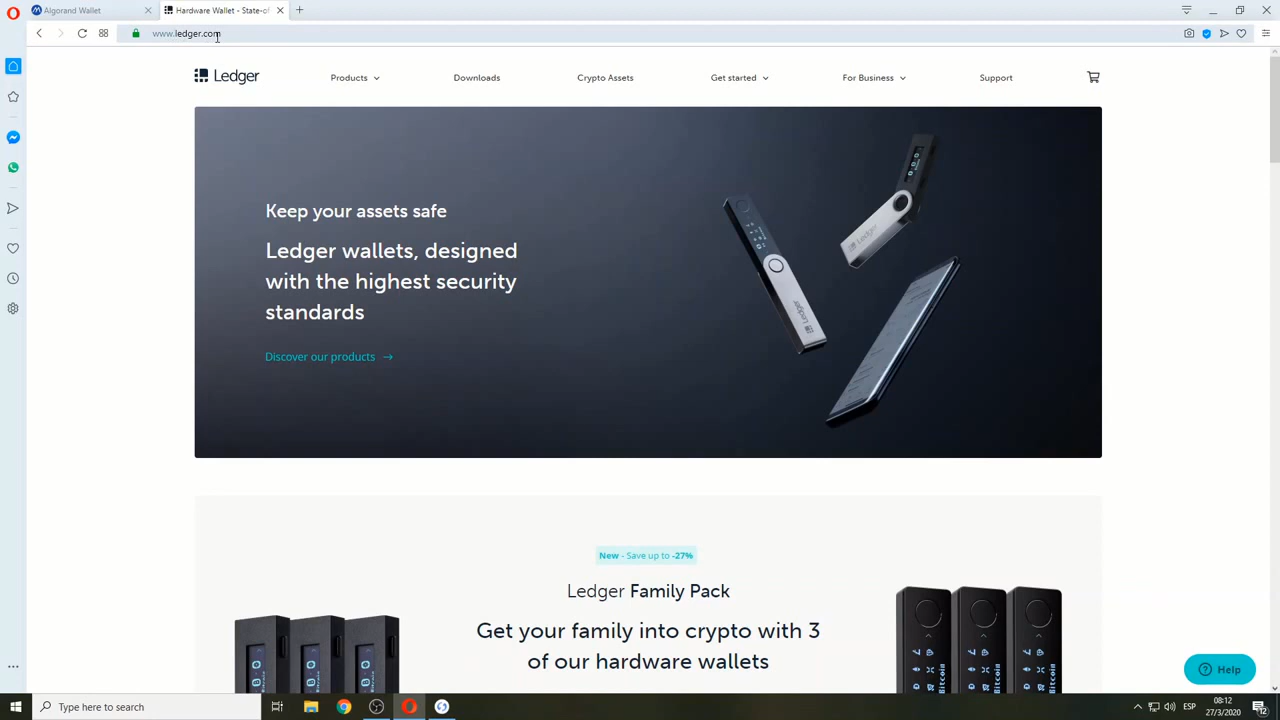 Algorand Wallet
Hardware Wallet - State-of
www.ledger.com
Ledger
Products
Downloads
Crypto Assets
Get started
For Business
Support
Keep your assets safe
Ledger wallets, designed
with the highest security
standards
Discover our products →
New - Save up to -27%
Ledger Family Pack
Get your family into crypto with 3
of our hardware wallets
Help
Type here to search
ESP
08:12
27/3/2020